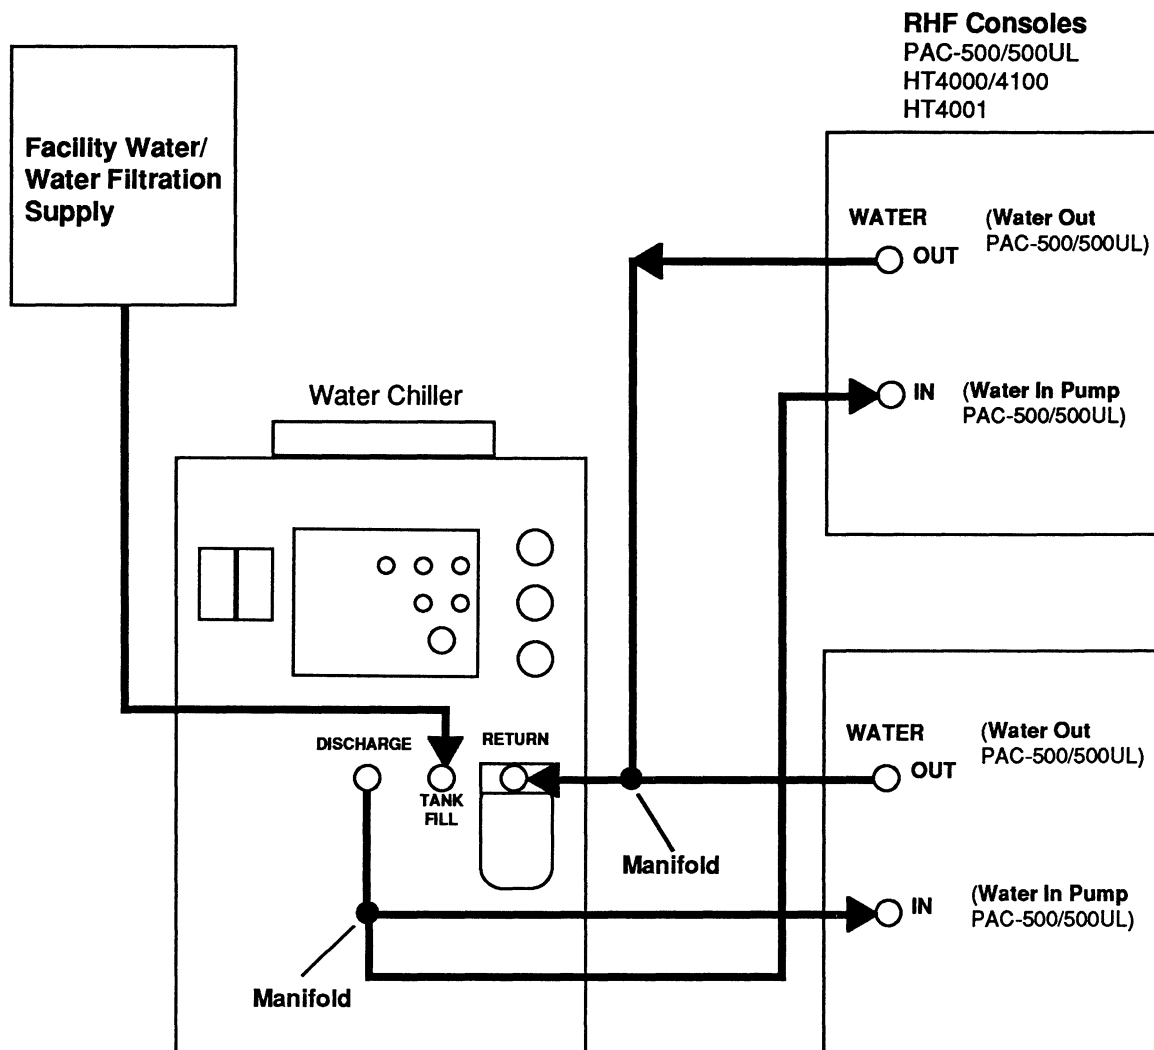 RHF Consoles
PAC-500/500UL
HT4000/4100
HT4001
Facility Water/
Water Filtration
Supply
WATER
OUT
(Water Out
PAC-500/500UL)
IN
(Water In Pump
PAC-500/500UL)
Water Chiller
DISCHARGE
TANK
FILL
RETURN
WATER
OUT
(Water Out
PAC-500/500UL)
Manifold
IN
(Water In Pump
PAC-500/500UL)
Manifold